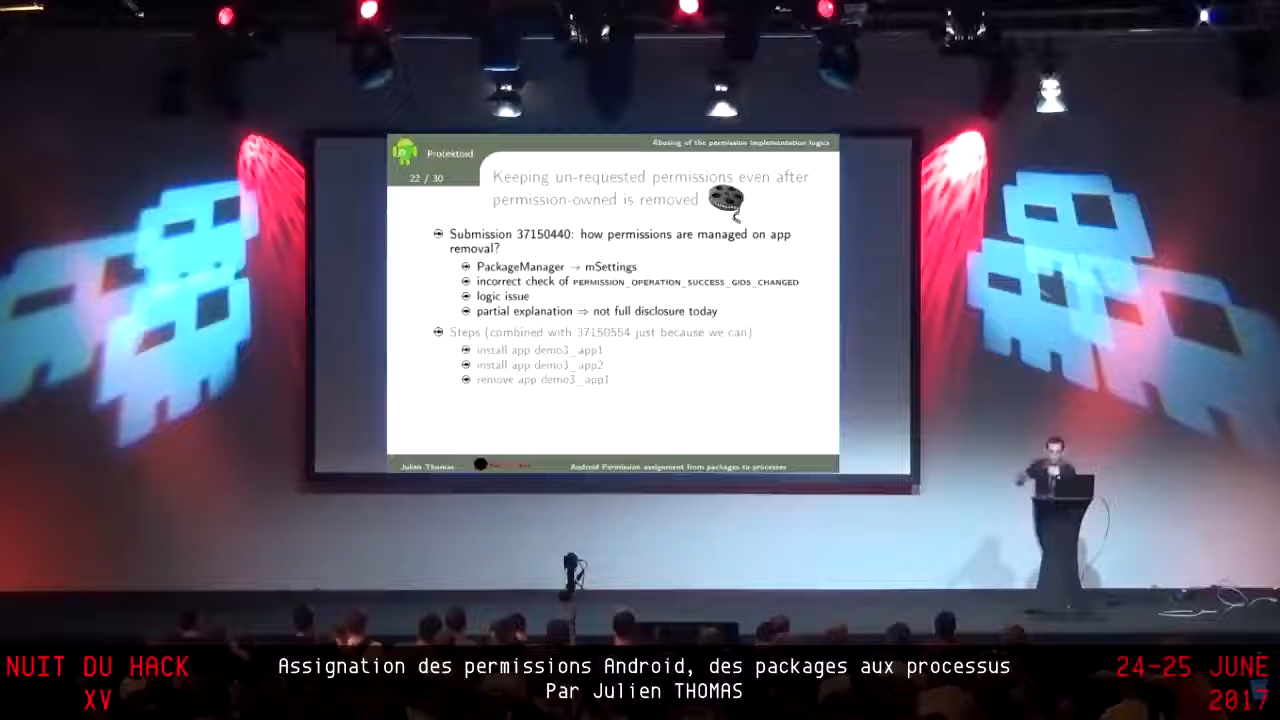 Abusing of the permission implementation logics
Protektoid
22 / 30
Keeping un-requested permissions even after
permission-owned is removed
Submission 37150440: how permissions are managed on app
removal?
PackageManager → mSettings
incorrect check of PERMISSION_OPERATION_SUCCESS_GIDS_CHANGED
logic issue
partial explanation ⇒ not full disclosure today
Steps (combined with 37150554 just because we can)
install app demo3_app1
install app demo3_app2
remove app demo3_app1
Julien Thomas
Android Permission assignment from packages to processes
NUIT DU HACK
XV
Assignation des permissions Android, des packages aux processus
Par Julien THOMAS
24-25 JUNE
2017